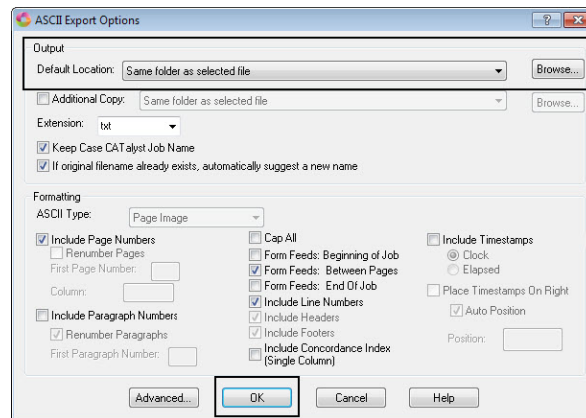 ASCII Export Options
Output
Default Location: Same folder as selected file Browse...
Additional Copy: Same folder as selected file Browse...
Extension: txt
Keep Case CATalyst Job Name
If original filename already exists, automatically suggest a new name
Formatting
ASCII Type: Page Image
Include Page Numbers
Renumber Pages
First Page Number:
Column:
Include Paragraph Numbers
Renumber Paragraphs
First Paragraph Number:
Cap All
Form Feeds: Beginning of Job
Form Feeds: Between Pages
Form Feeds: End Of Job
Include Line Numbers
Include Headers
Include Footers
Include Concordance Index
(Single Column)
Include Timestamps
Clock
Elapsed
Place Timestamps On Right
Auto Position
Position:
Advanced... OK Cancel Help